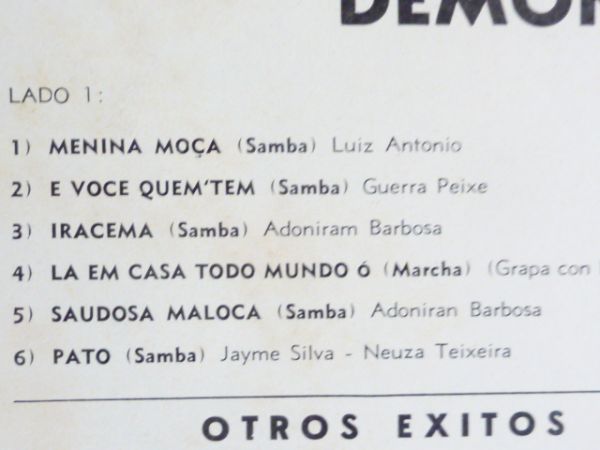 DEMON
LADO 1:
1) MENINA MOÇA (Samba) Luiz Antonio
2) E VOCE QUEM'TEM (Samba) Guerra Peixe
3) IRACEMA (Samba) Adoniram Barbosa
4) LA EM CASA TODO MUNDO Ó (Marcha) (Grapa con
5) SAUDOSA MALOCA (Samba) Adoniran Barbosa
6) PATO (Samba) Jayme Silva - Neuza Teixeira
OTROS EXITOS